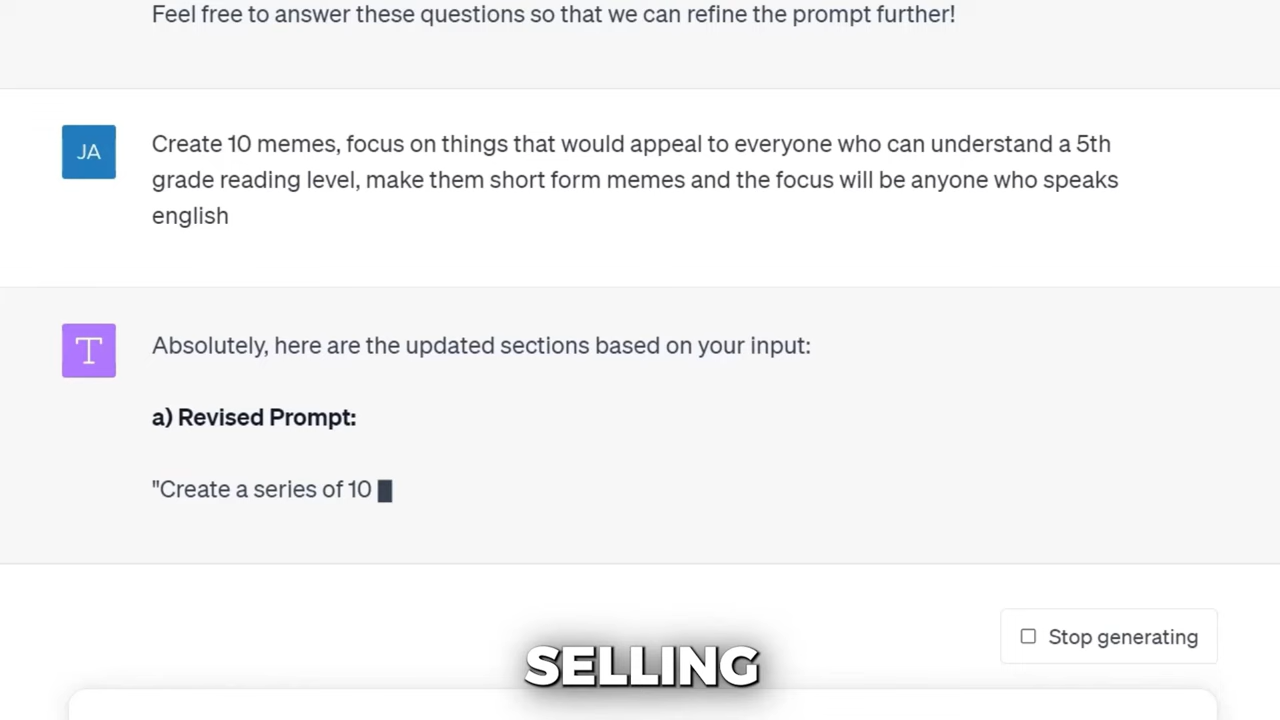 Feel free to answer these questions so that we can refine the prompt further!
JA
Create 10 memes, focus on things that would appeal to everyone who can understand a 5th
grade reading level, make them short form memes and the focus will be anyone who speaks
english
T
Absolutely, here are the updated sections based on your input:
a) Revised Prompt:
"Create a series of 10
Stop generating
SELLING